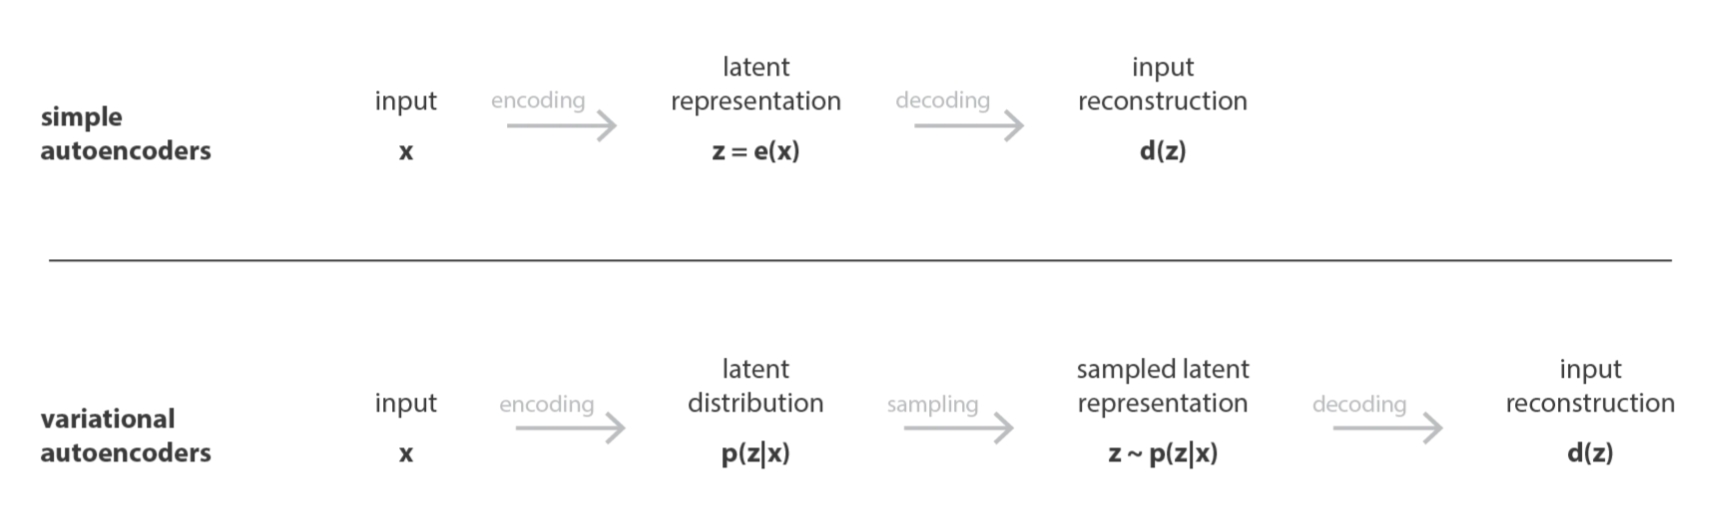 simple
autoencoders
input
x
encoding
latent
representation
z = e(x)
decoding
input
reconstruction
d(z)
variational
autoencoders
input
x
encoding
latent
distribution
p(z|x)
sampling
sampled latent
representation
z ~ p(z|x)
decoding
input
reconstruction
d(z)